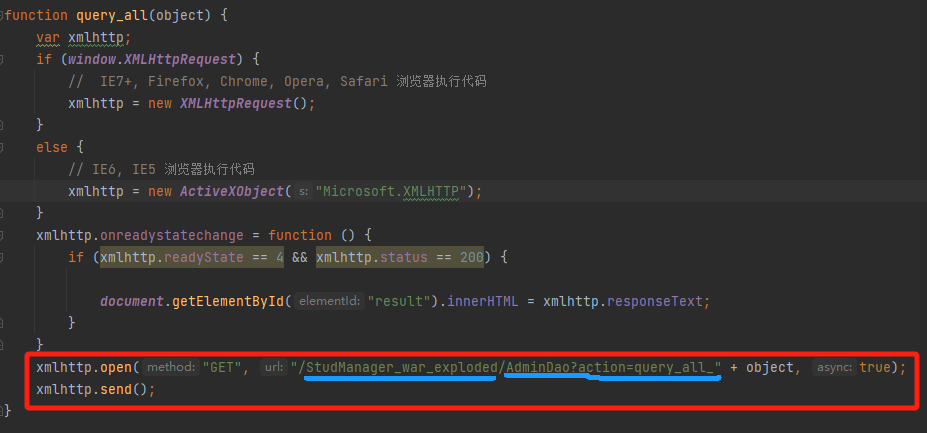 function query_all(object) {
var xmlhttp;
if (window.XMLHttpRequest) {
//  IE7+, Firefox, Chrome, Opera, Safari 浏览器执行代码
xmlhttp = new XMLHttpRequest();
}
else {
// IE6, IE5 浏览器执行代码
xmlhttp = new ActiveXObject( s: "Microsoft.XMLHTTP");
}
xmlhttp.onreadystatechange = function () {
if (xmlhttp.readyState == 4 && xmlhttp.status == 200) {
document.getElementById( elementId: "result").innerHTML = xmlhttp.responseText;
}
}
xmlhttp.open( method: "GET", url: "/StudManager_war_exploded/AdminDao?action=query_all_" + object, async: true);
xmlhttp.send();
}